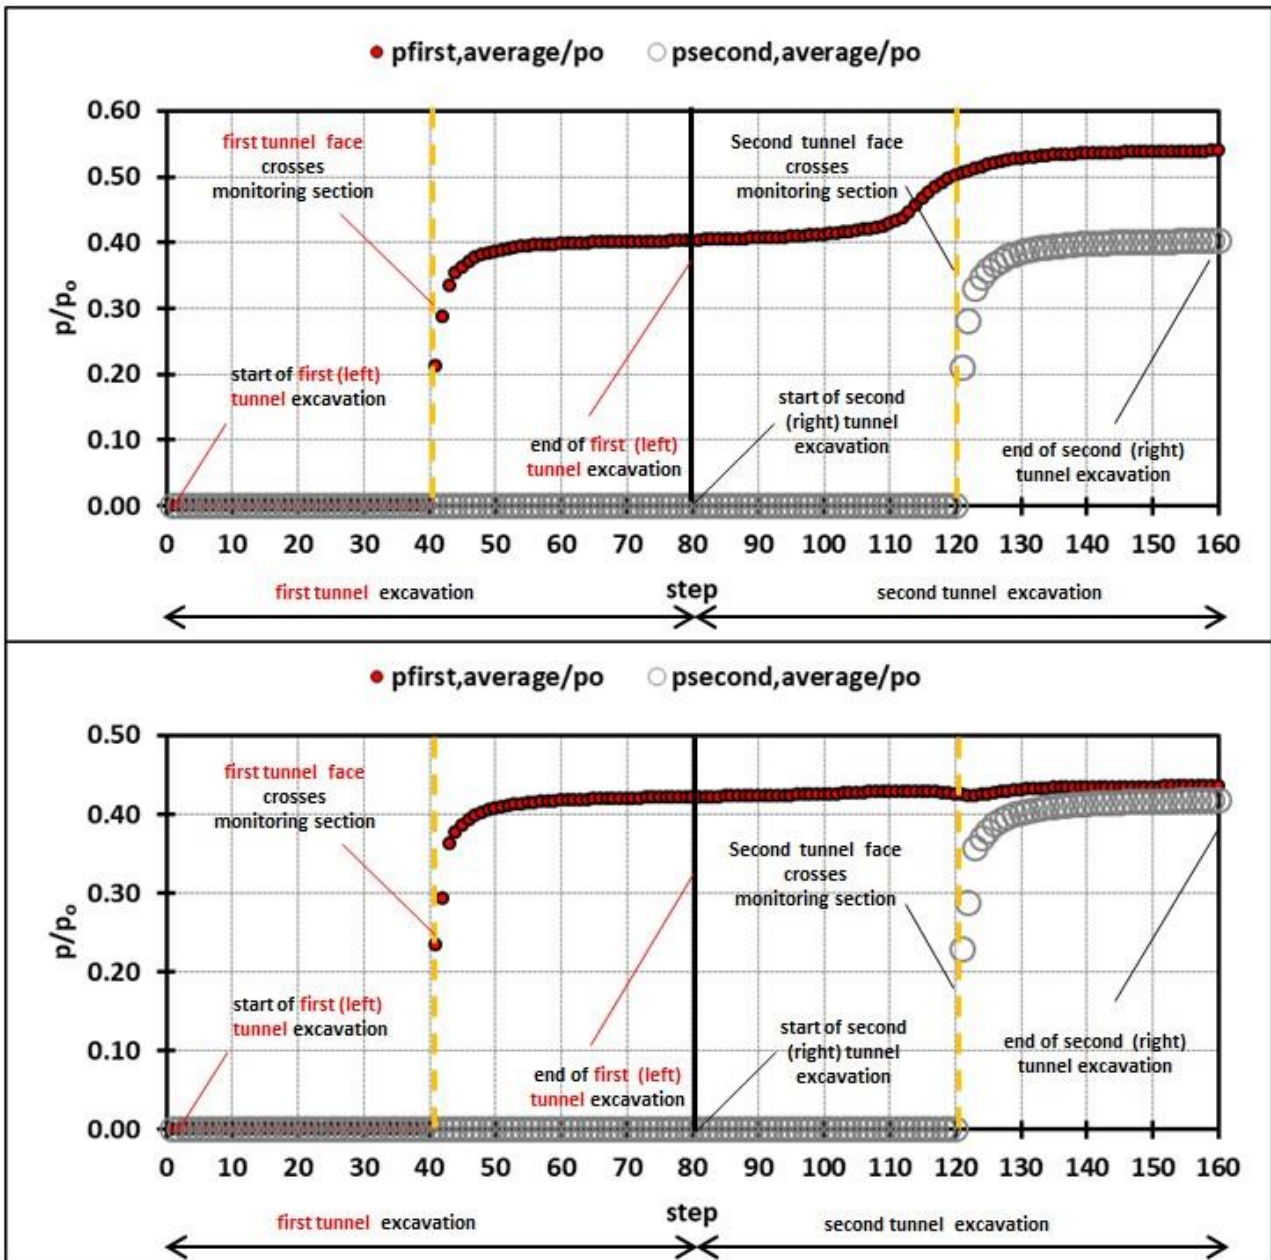 pfirst,average/po psecond,average/po
0.60
first tunnel face
crosses
monitoring section
Second tunnel face
crosses
monitoring section
0.50
0.40
p/po
0.30
start of first (left)
tunnel excavation
0.20
start of second
(right) tunnel
excavation
end of first (left)
tunnel excavation
end of second (right)
tunnel excavation
0.10
0.00
0 10 20 30 40 50 60 70 80 90 100 110 120 130 140 150 160
first tunnel excavation step second tunnel excavation
pfirst,average/po psecond,average/po
0.50
first tunnel face
crosses
monitoring section
0.40
Second tunnel face
crosses
monitoring section
0.30
p/po
0.20
start of first (left)
tunnel excavation
start of second
(right) tunnel
excavation
end of second (right)
tunnel excavation
0.10
end of first (left)
tunnel excavation
0.00
0 10 20 30 40 50 60 70 80 90 100 110 120 130 140 150 160
first tunnel excavation step second tunnel excavation